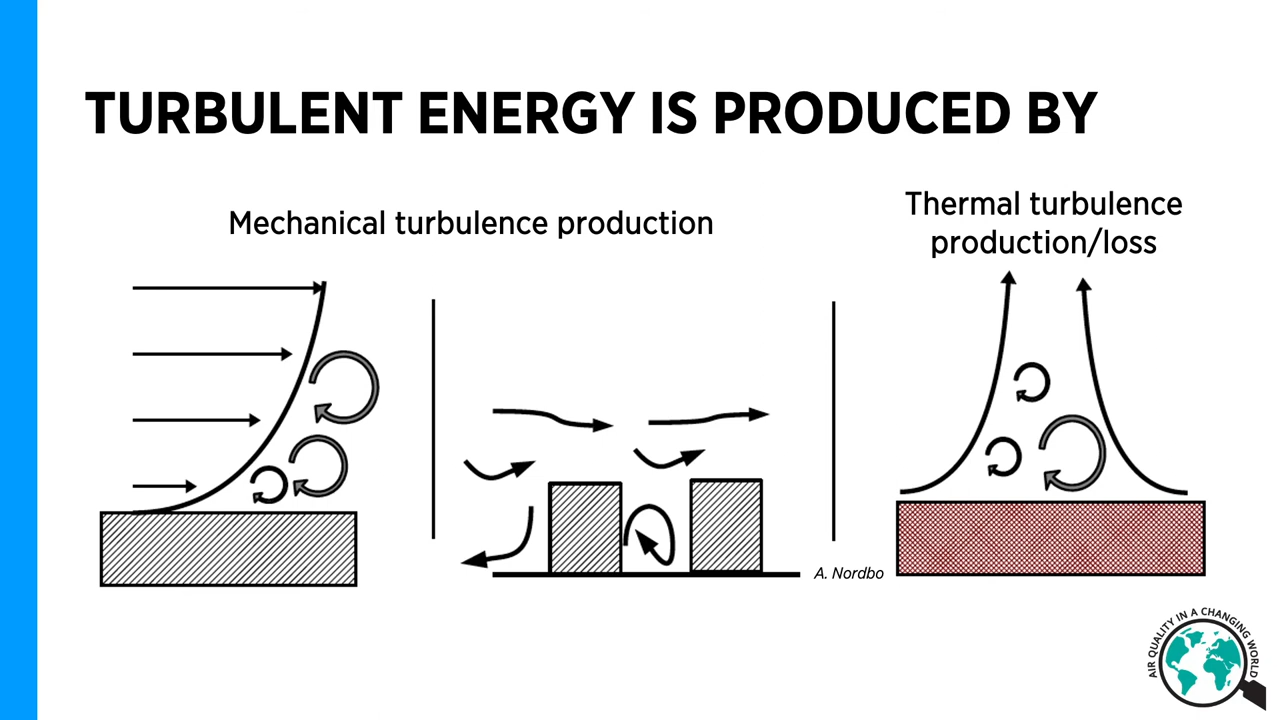 TURBULENT ENERGY IS PRODUCED BY
Mechanical turbulence production
Thermal turbulence
production/loss
A. Nordbo
AIR QUALITY IN A CHANGING WORLD